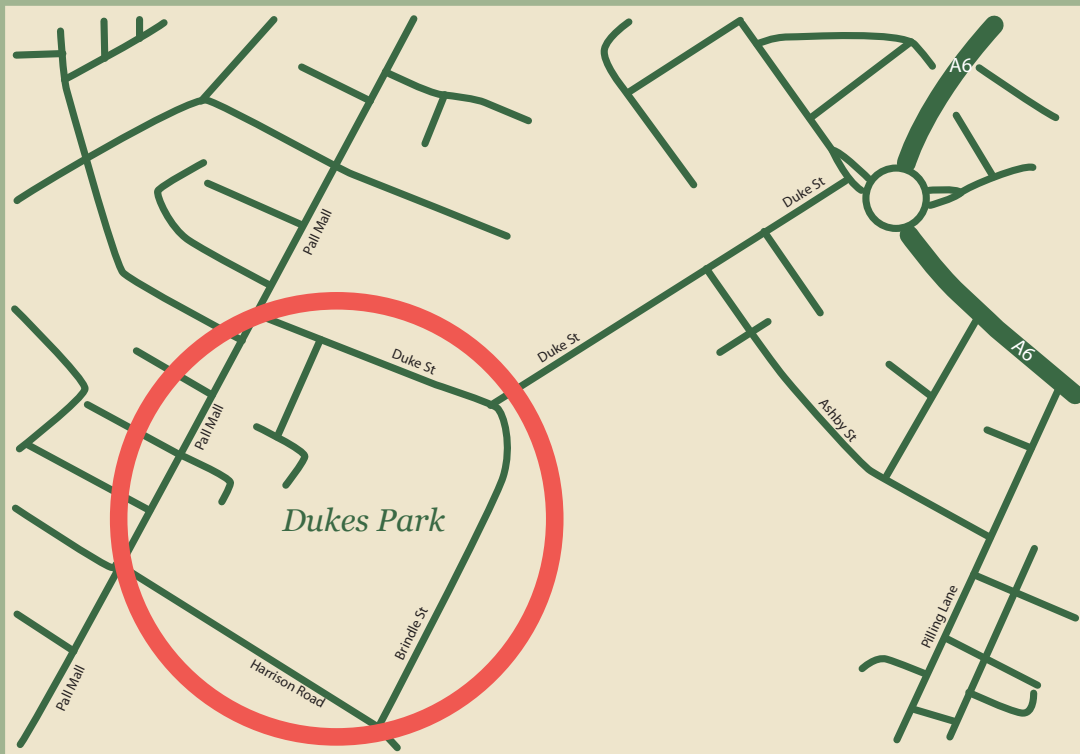 A6
Duke St
Pall Mall
Duke St
A6
Duke St
Ashby St
Pall Mall
Dukes Park
Pilling Lane
Brindle St
Harrison Road
Pall Mall